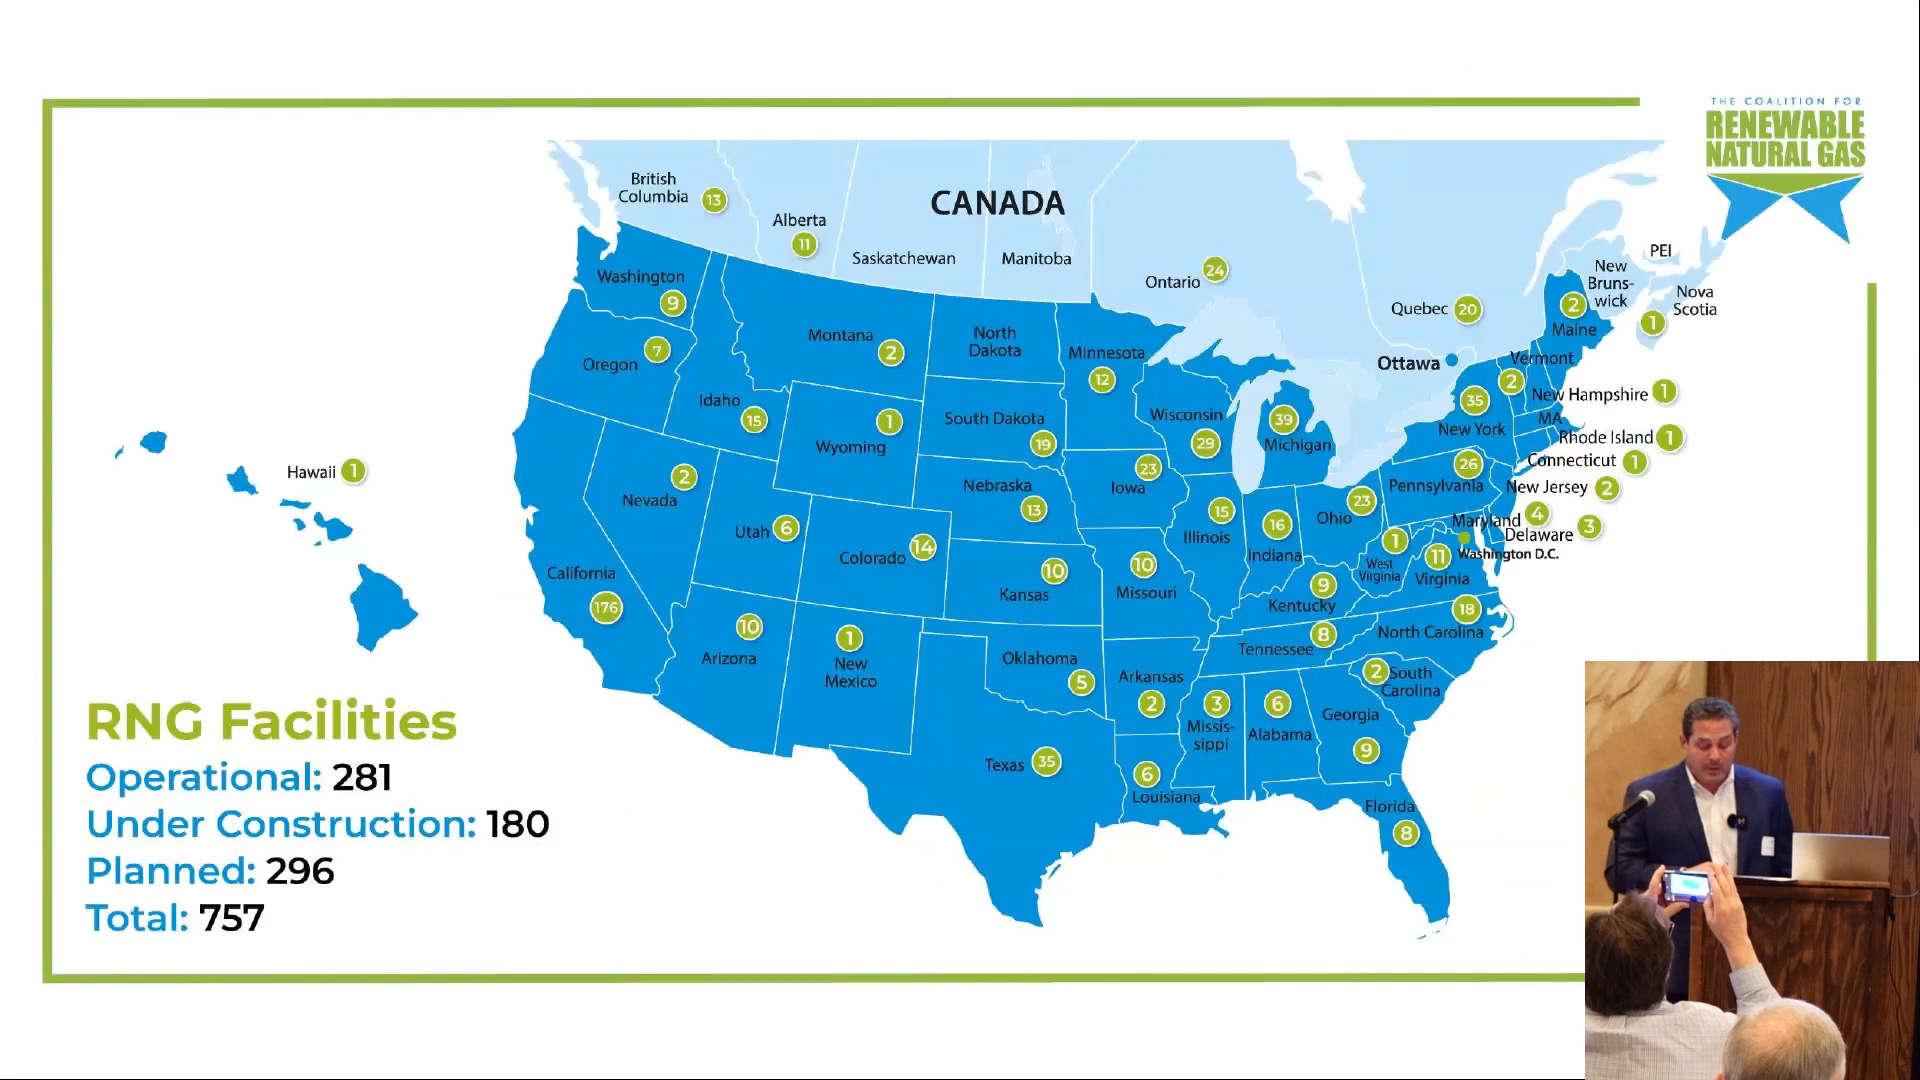 THE COALITION FOR
RENEWABLE
NATURAL GAS
CANADA
British
Columbia
13
Alberta
11
Saskatchewan
Manitoba
Ontario
24
Quebec
20
Ottawa
PEI
New
Bruns-
wick
Nova
Scotia
1
Washington
9
Oregon
7
Idaho
15
Montana
2
Wyoming
1
North
Dakota
South Dakota
19
Nebraska
13
Minnesota
12
Wisconsin
29
Michigan
39
Iowa
23
Illinois
15
Indiana
16
Ohio
23
Pennsylvania
26
New York
35
Vermont
2
Maine
2
New Hampshire
1
MA
Rhode Island
1
Connecticut
1
New Jersey
2
Maryland
4
Delaware
3
Washington D.C.
West
Virginia
1
Virginia
11
Kentucky
9
Tennessee
8
North Carolina
18
South
Carolina
2
Georgia
9
Florida
8
Alabama
6
Missis-
sippi
3
Louisiana
6
Arkansas
2
Missouri
10
Kansas
10
Oklahoma
5
Texas
35
New
Mexico
1
Colorado
14
Utah
6
Arizona
10
Nevada
2
California
176
Hawaii
1
RNG Facilities
Operational: 281
Under Construction: 180
Planned: 296
Total: 757